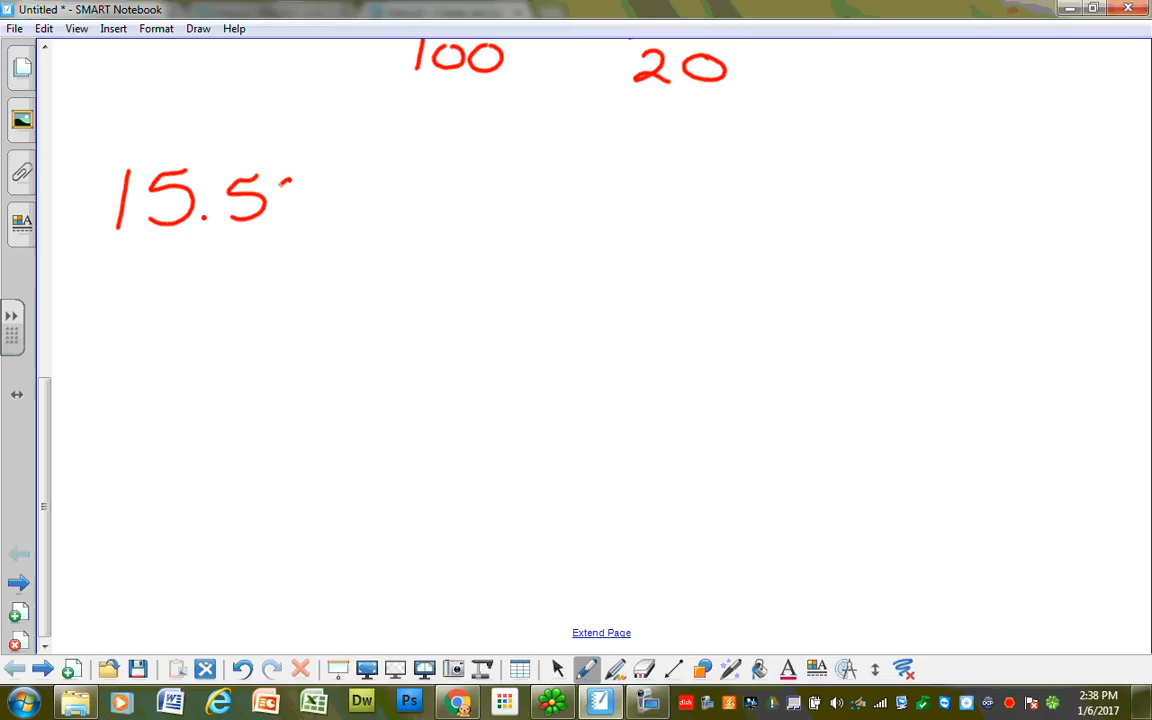 Untitled * - SMART Notebook
File Edit View Insert Format Draw Help
100 20
15.5
Extend Page
2:38 PM
1/6/2017